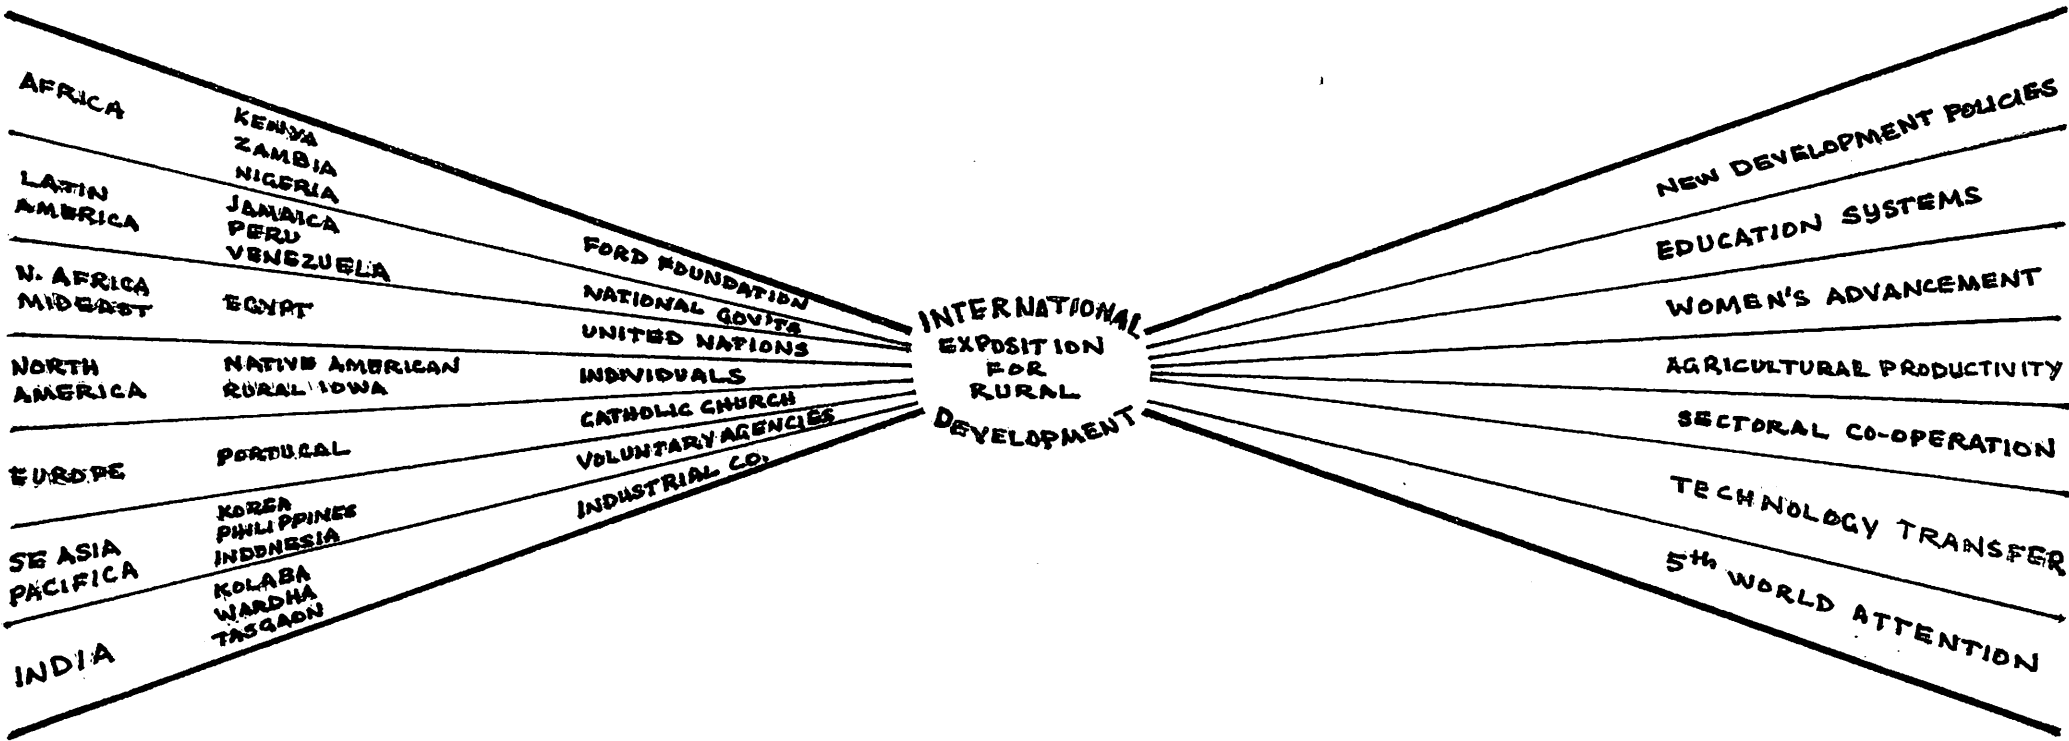 AFRICA
KENYA
ZAMBIA
NIGERIA
LATIN
AMERICA
JAMAICA
PERU
VENEZUELA
N. AFRICA
MIDEAST
EGYPT
NORTH
AMERICA
NATIVE AMERICAN
RURAL IOWA
EUROPE
PORTUGAL
SE ASIA
PACIFICA
KOREA
PHILIPPINES
INDONESIA
INDIA
KOLABA
WARDHA
TASGAON
FORD FOUNDATION
NATIONAL GOV'TS
UNITED NATIONS
INDIVIDUALS
CATHOLIC CHURCH
VOLUNTARY AGENCIES
INDUSTRIAL CO.
INTERNATIONAL
EXPOSITION
FOR
RURAL
DEVELOPMENT
NEW DEVELOPMENT POLICIES
EDUCATION SYSTEMS
WOMEN'S ADVANCEMENT
AGRICULTURAL PRODUCTIVITY
SECTORAL CO-OPERATION
TECHNOLOGY TRANSFER
5th WORLD ATTENTION